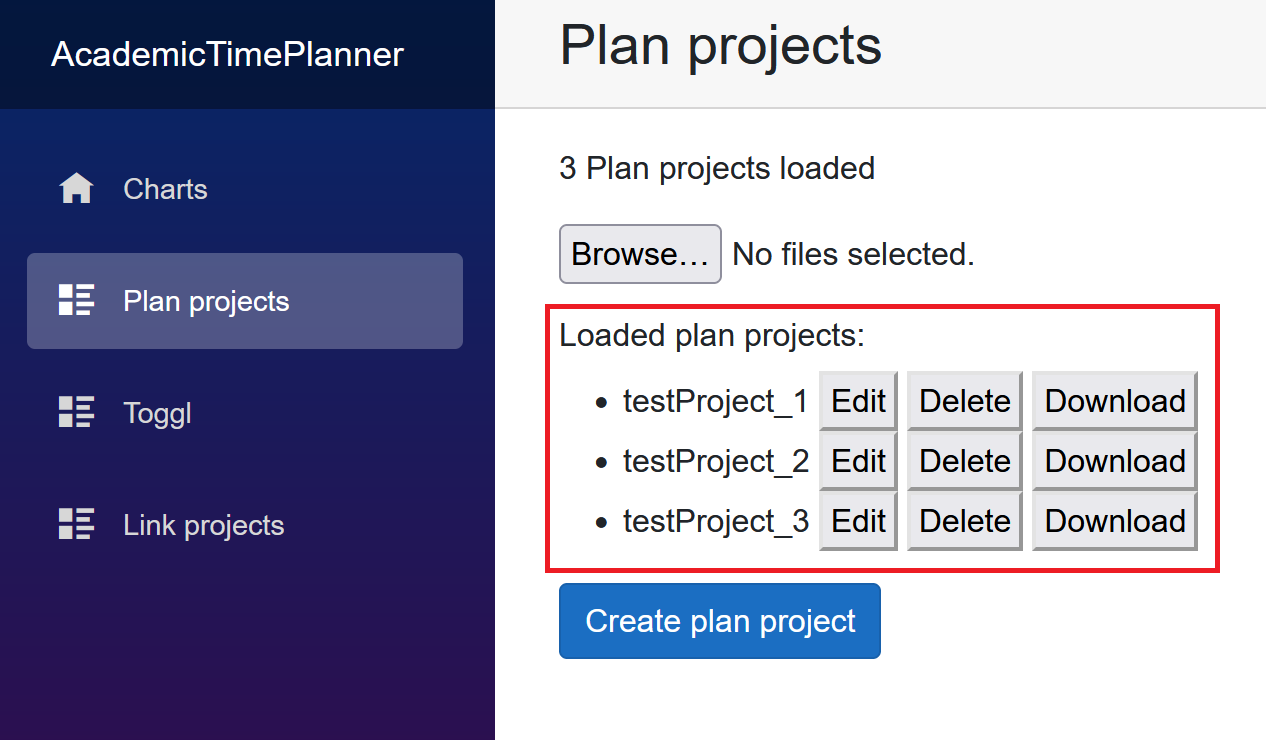 AcademicTimePlanner
Charts
Plan projects
Toggl
Link projects
Plan projects
3 Plan projects loaded
Browse… No files selected.
Loaded plan projects:
• testProject_1 Edit Delete Download
• testProject_2 Edit Delete Download
• testProject_3 Edit Delete Download
Create plan project